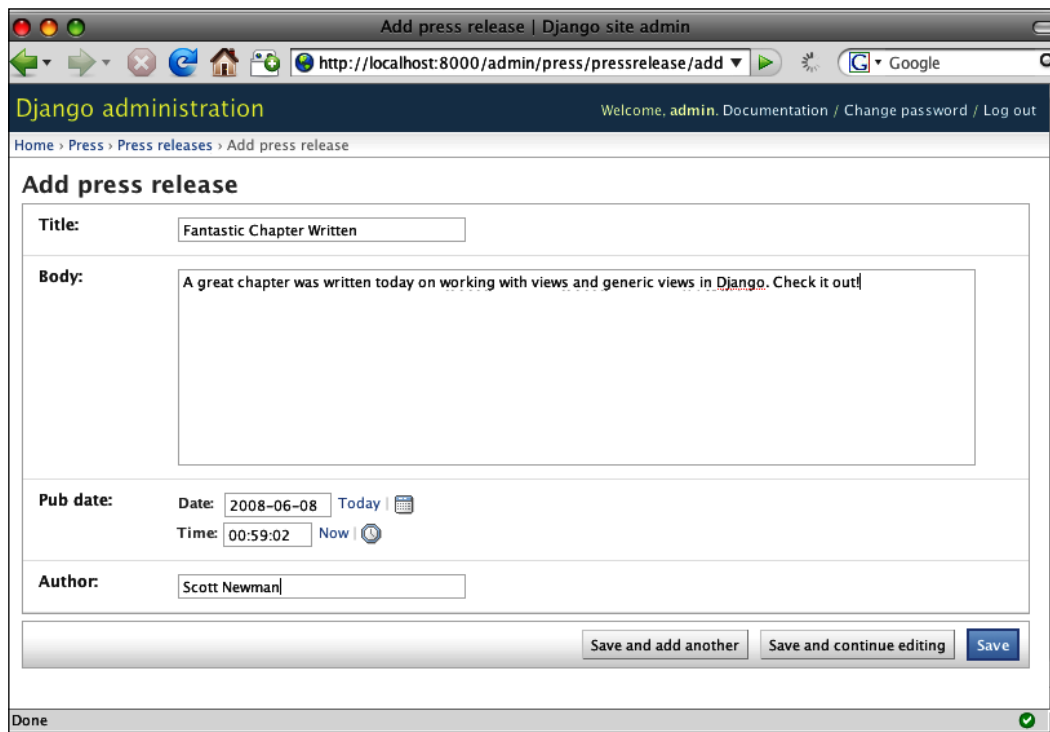 Add press release | Django site admin
http://localhost:8000/admin/press/pressrelease/add
G Google
Django administration
Welcome, admin. Documentation / Change password / Log out
Home › Press › Press releases › Add press release
Add press release
Title: Fantastic Chapter Written
Body: A great chapter was written today on working with views and generic views in Django. Check it out!
Pub date: Date: 2008-06-08 Today |
Time: 00:59:02 Now |
Author: Scott Newman
Save and add another Save and continue editing Save
Done